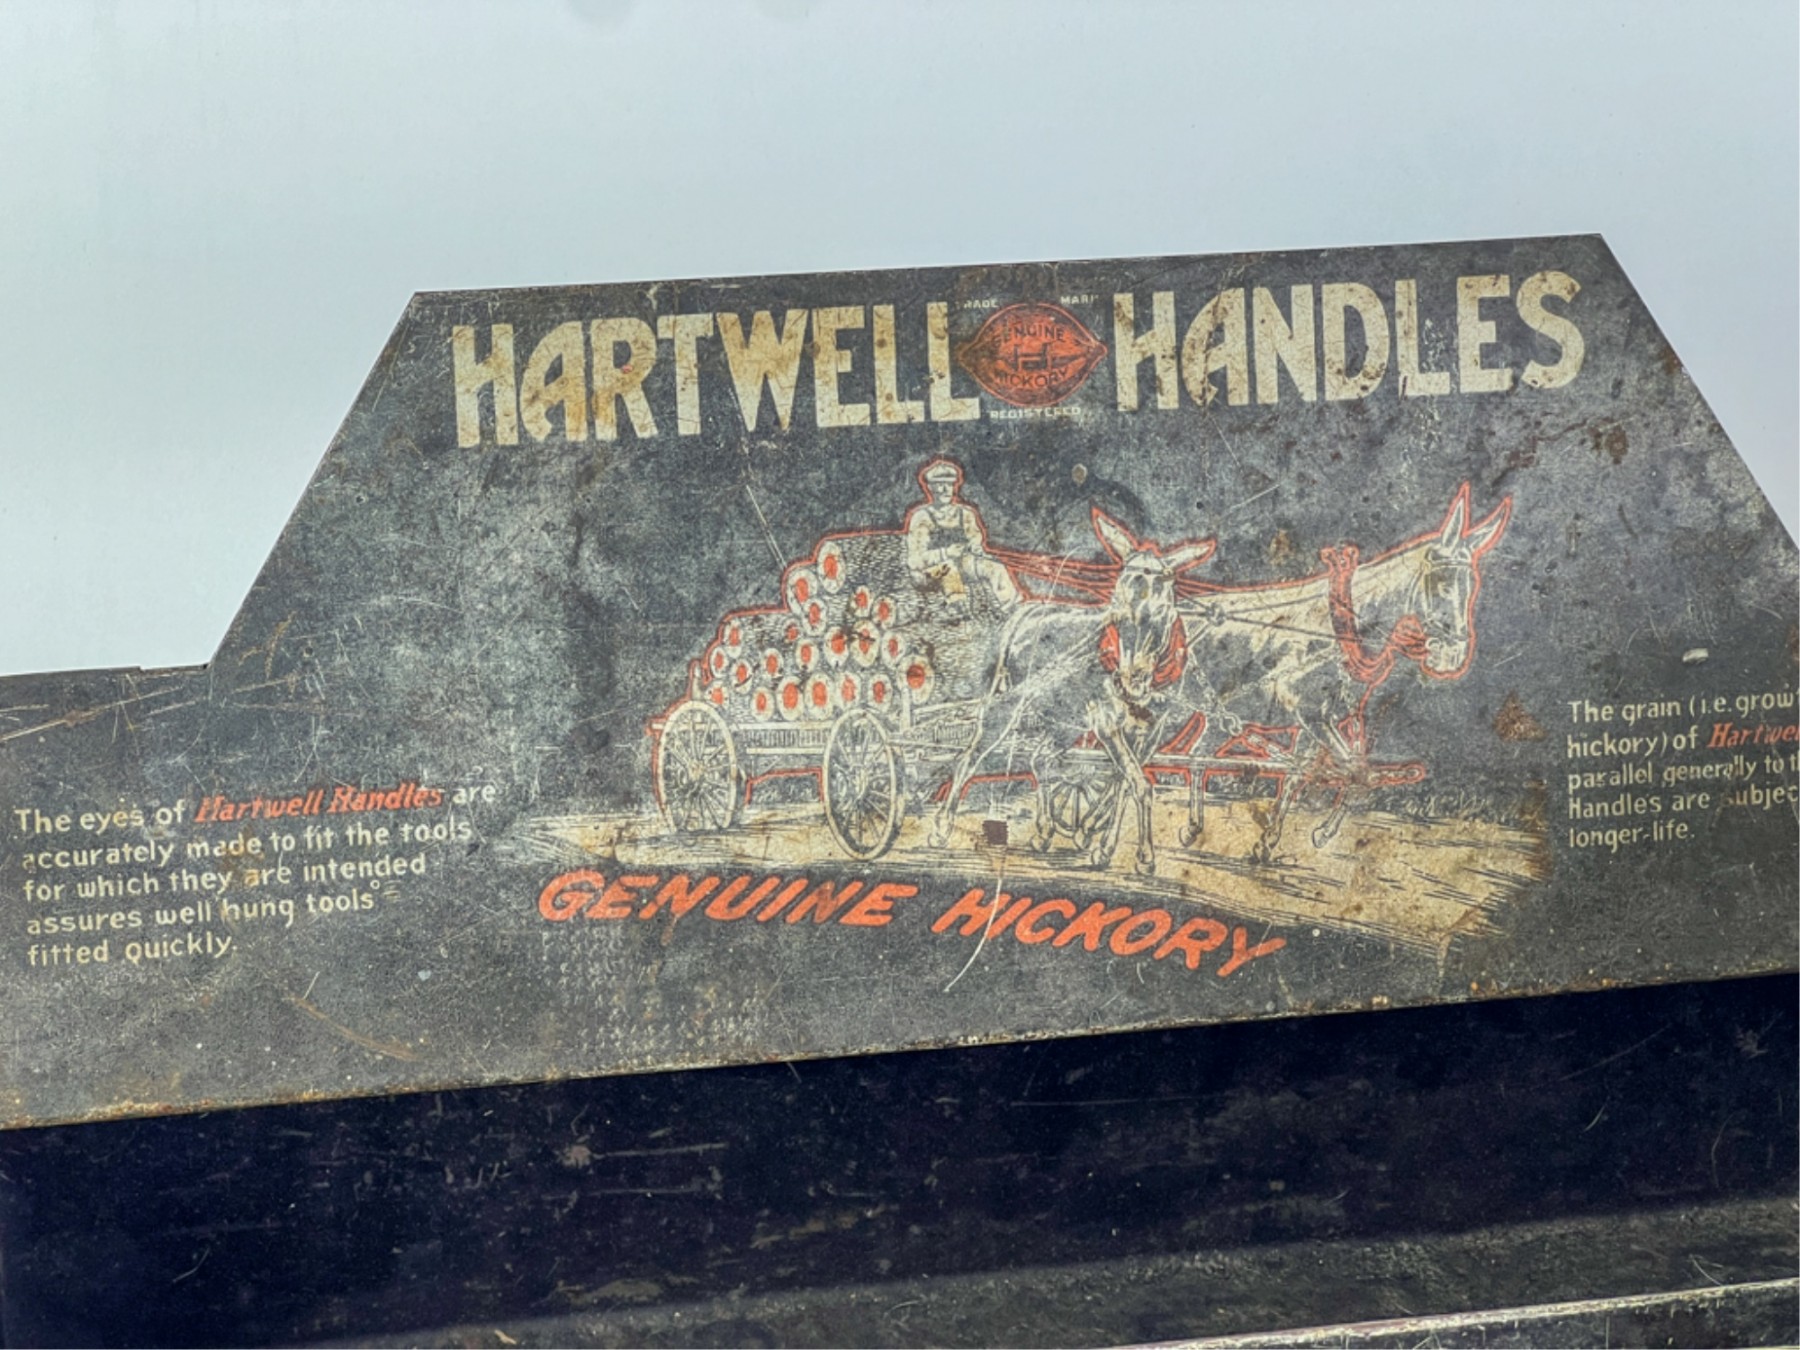 HARTWELL HANDLES
TRADE MARK
GENUINE
H
HICKORY
REGISTERED
The eyes of Hartwell Handles are
accurately made to fit the tools
for which they are intended
assures well hung tools
fitted quickly.
The grain (i.e. grow
hickory) of Hartwel
parallel generally to
Handles are subjec
longer-life.
GENUINE HICKORY